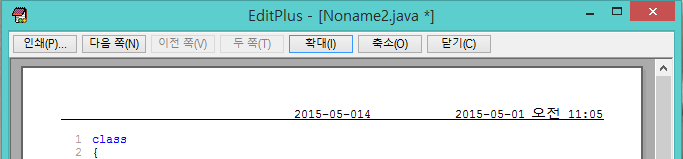 EditPlus - [Noname2.java *]
인쇄(P)... 다음 쪽(N) 이전 쪽(V) 두 쪽(T) 확대(I) 축소(O) 닫기(C)
2015-05-014 2015-05-01 오전 11:05
1 class
2 {